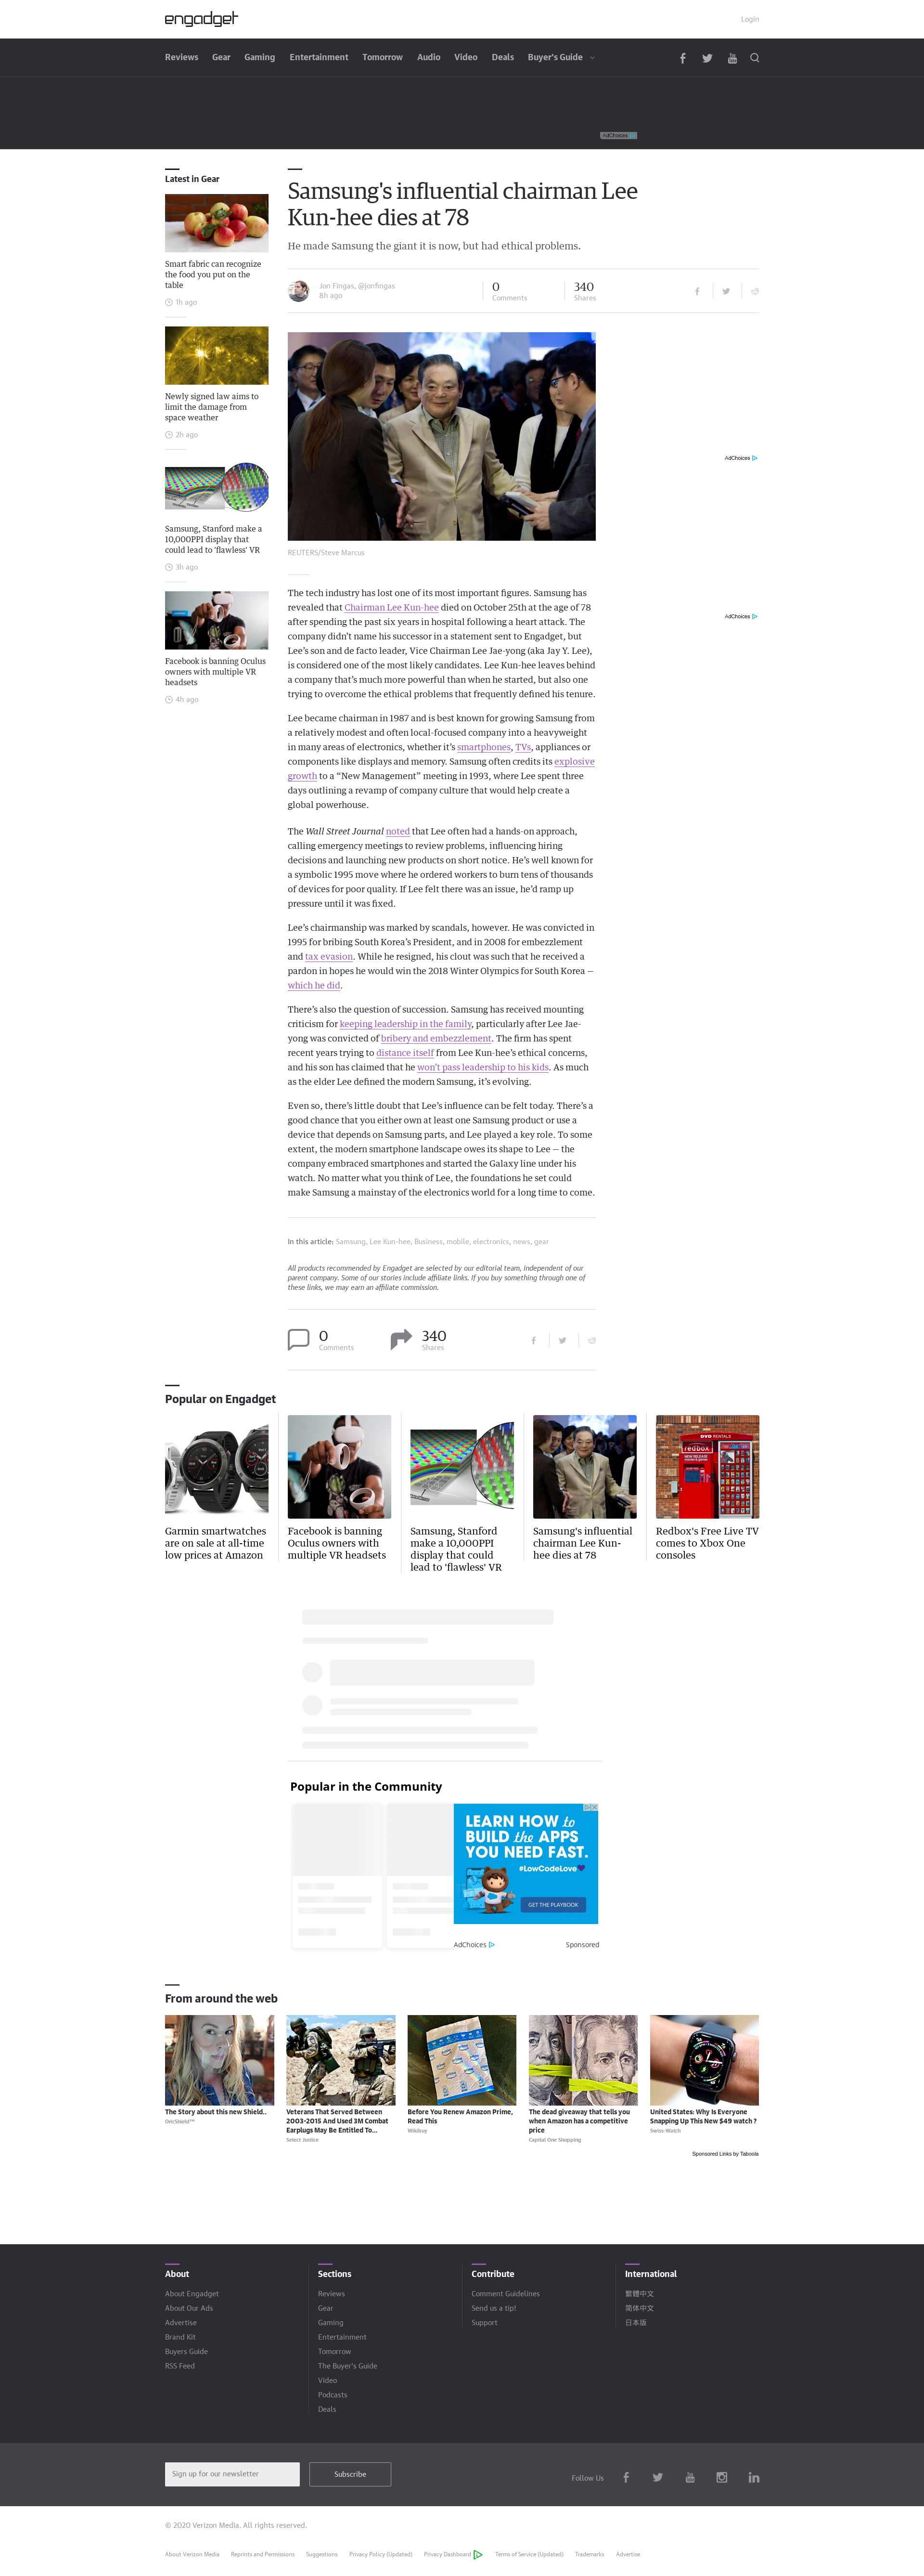 engadget
Login
Reviews Gear Gaming Entertainment Tomorrow Audio Video Deals Buyer's Guide
AdChoices
Latest in Gear
Smart fabric can recognize
the food you put on the
table
1h ago
Newly signed law aims to
limit the damage from
space weather
2h ago
Samsung, Stanford make a
10,000PPI display that
could lead to 'flawless' VR
3h ago
Facebook is banning Oculus
owners with multiple VR
headsets
4h ago
Samsung's influential chairman Lee
Kun-hee dies at 78
He made Samsung the giant it is now, but had ethical problems.
Jon Fingas, @jonfingas
8h ago
0
Comments
340
Shares
REUTERS/Steve Marcus
AdChoices
AdChoices
The tech industry has lost one of its most important figures. Samsung has
revealed that Chairman Lee Kun-hee died on October 25th at the age of 78
after spending the past six years in hospital following a heart attack. The
company didn't name his successor in a statement sent to Engadget, but
Lee's son and de facto leader, Vice Chairman Lee Jae-yong (aka Jay Y. Lee),
is considered one of the most likely candidates. Lee Kun-hee leaves behind
a company that's much more powerful than when he started, but also one
trying to overcome the ethical problems that frequently defined his tenure.
Lee became chairman in 1987 and is best known for growing Samsung from
a relatively modest and often local-focused company into a heavyweight
in many areas of electronics, whether it's smartphones, TVs, appliances or
components like displays and memory. Samsung often credits its explosive
growth to a “New Management” meeting in 1993, where Lee spent three
days outlining a revamp of company culture that would help create a
global powerhouse.
The Wall Street Journal noted that Lee often had a hands-on approach,
calling emergency meetings to review problems, influencing hiring
decisions and launching new products on short notice. He's well known for
a symbolic 1995 move where he ordered workers to burn tens of thousands
of devices for poor quality. If Lee felt there was an issue, he'd ramp up
pressure until it was fixed.
Lee's chairmanship was marked by scandals, however. He was convicted in
1995 for bribing South Korea's President, and in 2008 for embezzlement
and tax evasion. While he resigned, his clout was such that he received a
pardon in hopes he would win the 2018 Winter Olympics for South Korea —
which he did.
There's also the question of succession. Samsung has received mounting
criticism for keeping leadership in the family, particularly after Lee Jae-
yong was convicted of bribery and embezzlement. The firm has spent
recent years trying to distance itself from Lee Kun-hee's ethical concerns,
and his son has claimed that he won't pass leadership to his kids. As much
as the elder Lee defined the modern Samsung, it's evolving.
Even so, there's little doubt that Lee's influence can be felt today. There's a
good chance that you either own at least one Samsung product or use a
device that depends on Samsung parts, and Lee played a key role. To some
extent, the modern smartphone landscape owes its shape to Lee — the
company embraced smartphones and started the Galaxy line under his
watch. No matter what you think of Lee, the foundations he set could
make Samsung a mainstay of the electronics world for a long time to come.
In this article: Samsung, Lee Kun-hee, Business, mobile, electronics, news, gear
All products recommended by Engadget are selected by our editorial team, independent of our
parent company. Some of our stories include affiliate links. If you buy something through one of
these links, we may earn an affiliate commission.
0
Comments
340
Shares
Popular on Engadget
DVD RENTALS
redbox
Garmin smartwatches
are on sale at all-time
low prices at Amazon
Facebook is banning
Oculus owners with
multiple VR headsets
Samsung, Stanford
make a 10,000PPI
display that could
lead to 'flawless' VR
Samsung's influential
chairman Lee Kun-
hee dies at 78
Redbox's Free Live TV
comes to Xbox One
consoles
Popular in the Community
LEARN HOW to
BUILD the APPS
YOU NEED FAST.
#LowCodeLove
GET THE PLAYBOOK
AdChoices
Sponsored
From around the web
The Story about this new Shield..
OricShield™
Veterans That Served Between
2003-2015 And Used 3M Combat
Earplugs May Be Entitled To...
Select Justice
Before You Renew Amazon Prime,
Read This
Wikibuy
The dead giveaway that tells you
when Amazon has a competitive
price
Capital One Shopping
United States: Why Is Everyone
Snapping Up This New $49 watch ?
Swiss-Watch
Sponsored Links by Taboola
About
About Engadget
About Our Ads
Advertise
Brand Kit
Buyers Guide
RSS Feed
Sections
Reviews
Gear
Gaming
Entertainment
Tomorrow
The Buyer's Guide
Video
Podcasts
Deals
Contribute
Comment Guidelines
Send us a tip!
Support
International
繁體中文
简体中文
日本版
Sign up for our newsletter
Subscribe
Follow Us
© 2020 Verizon Media. All rights reserved.
About Verizon Media Reprints and Permissions Suggestions Privacy Policy (Updated) Privacy Dashboard Terms of Service (Updated) Trademarks Advertise